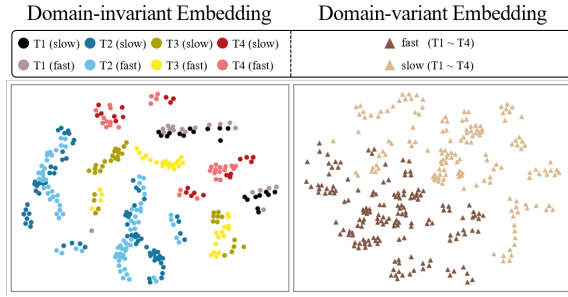 Domain-invariant Embedding
Domain-variant Embedding
T1 (slow) T2 (slow) T3 (slow) T4 (slow)
T1 (fast) T2 (fast) T3 (fast) T4 (fast)
fast (T1 ~ T4)
slow (T1 ~ T4)